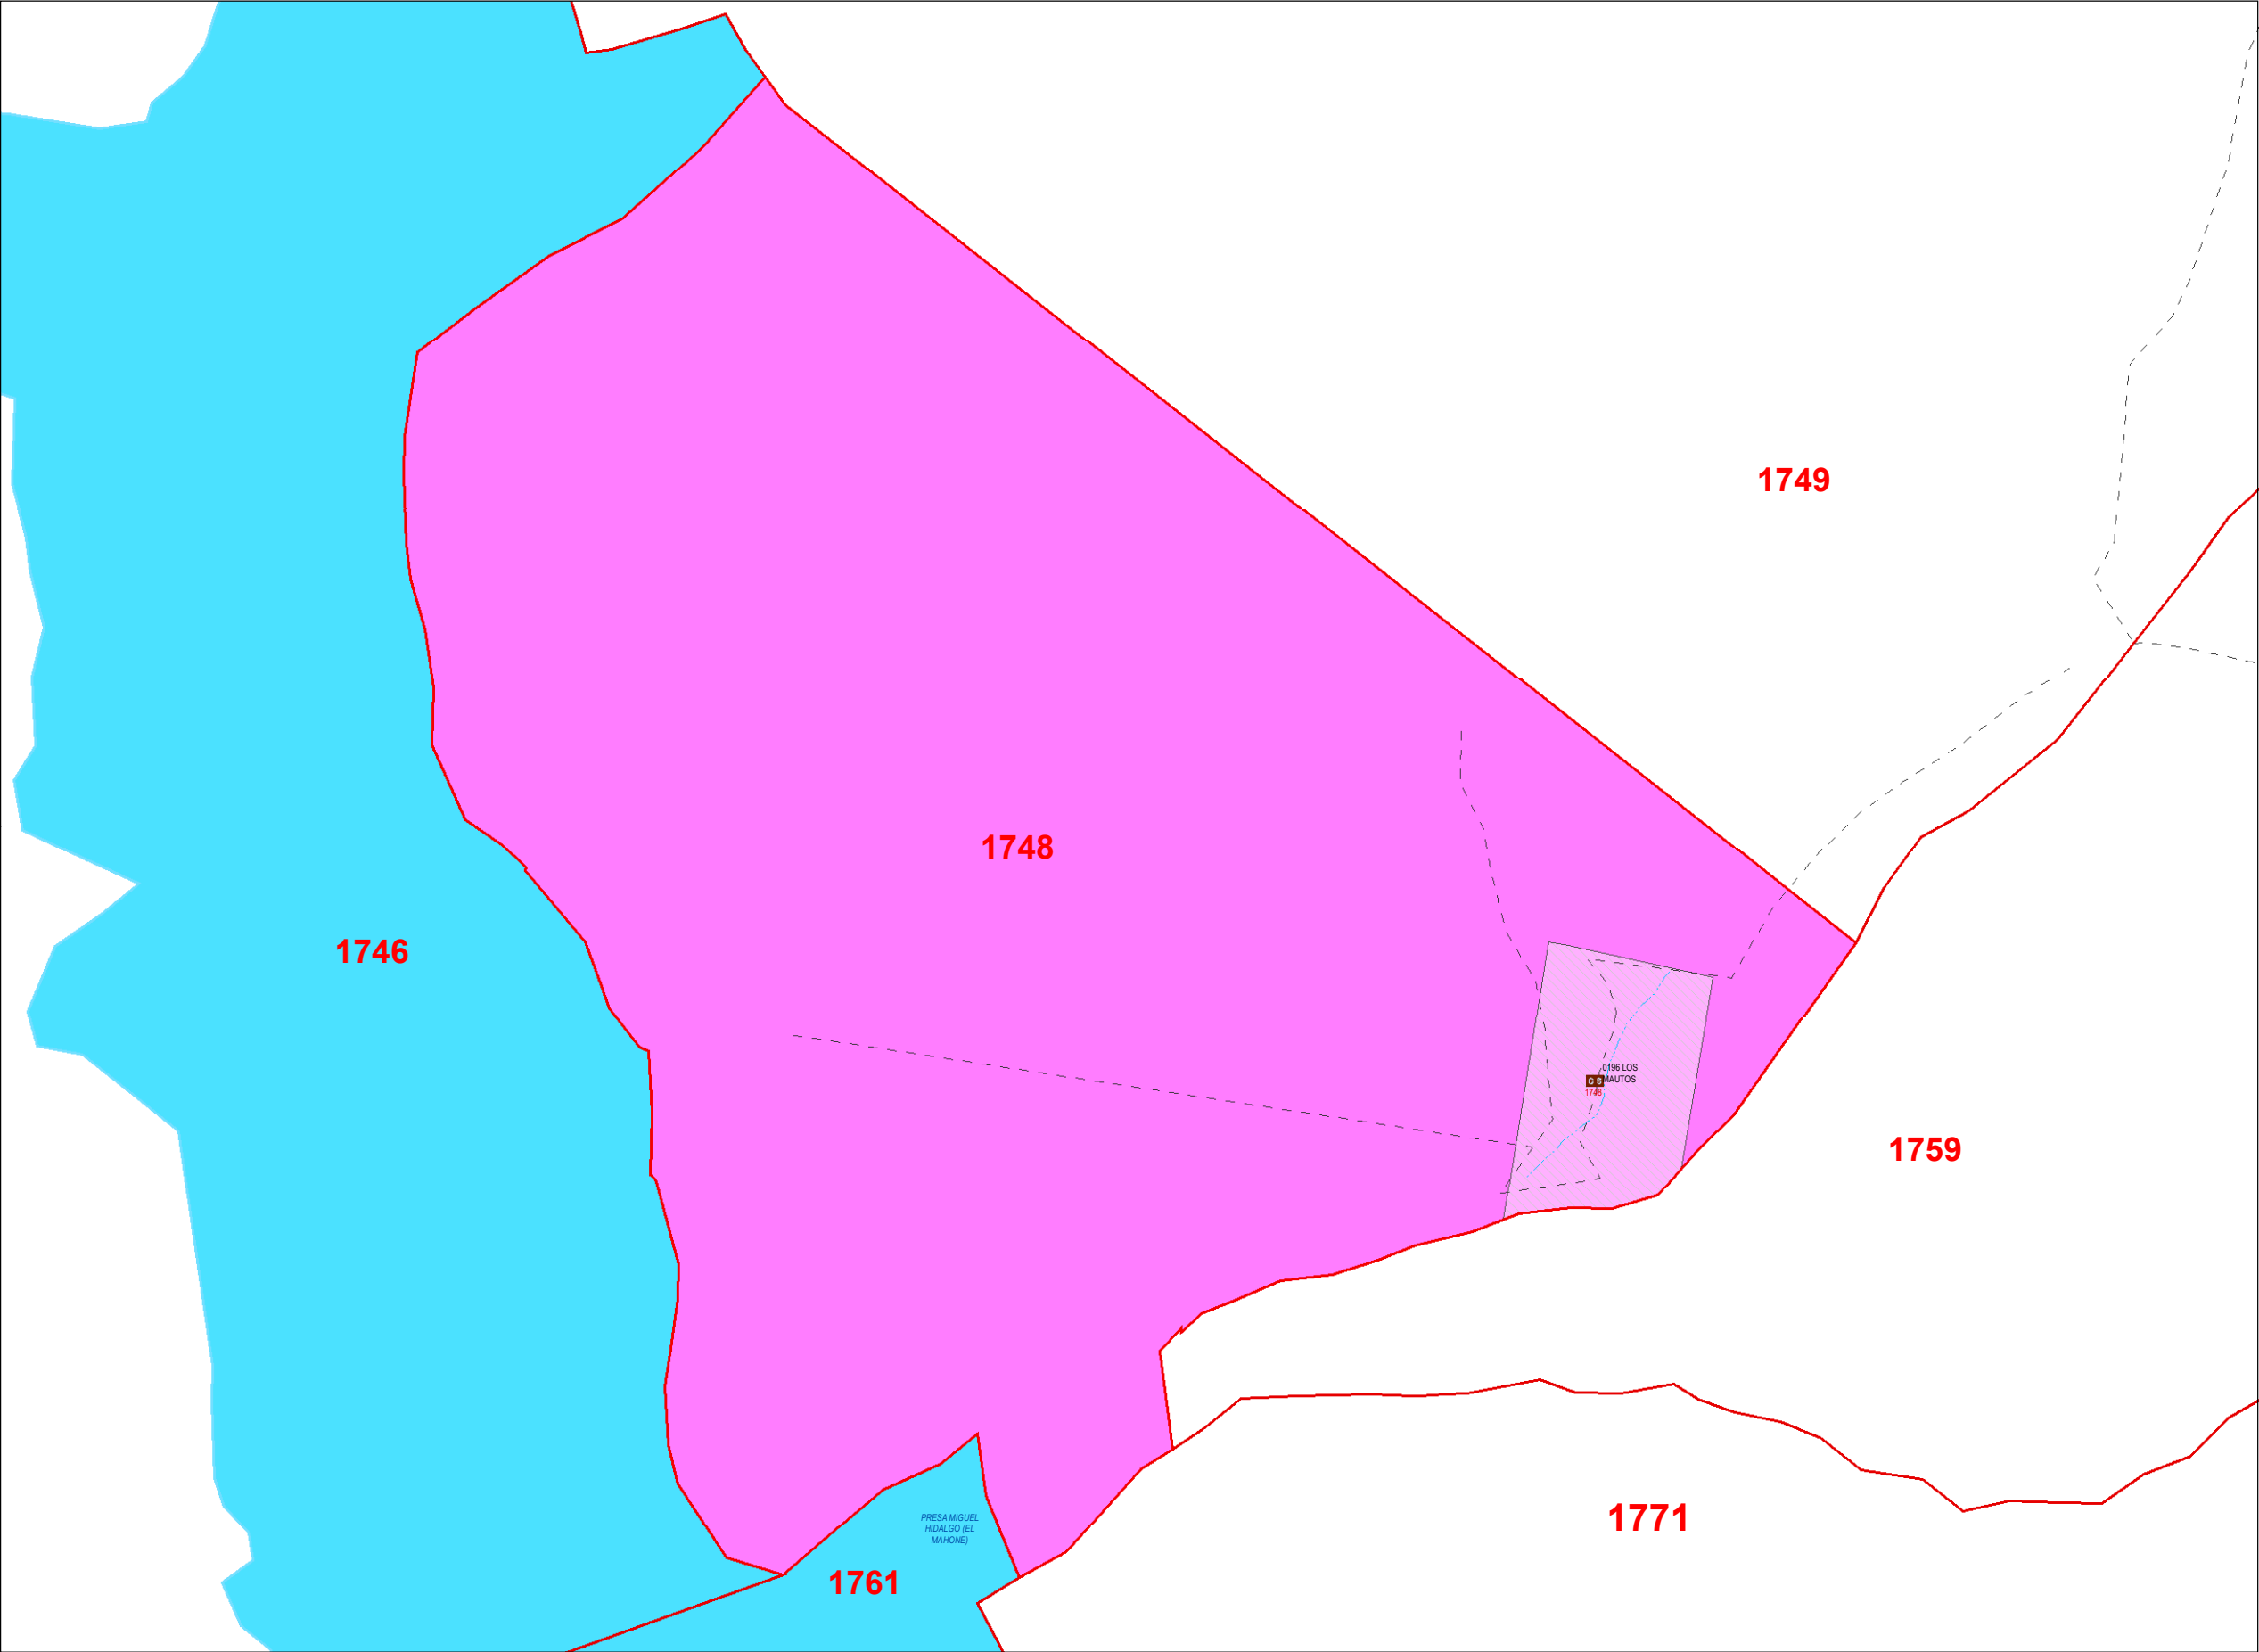 1749
1748
1746
0196 LOS
C S MAUTOS
1748
1759
PRESA MIGUEL
HIDALGO (EL
MAHONE)
1771
1761